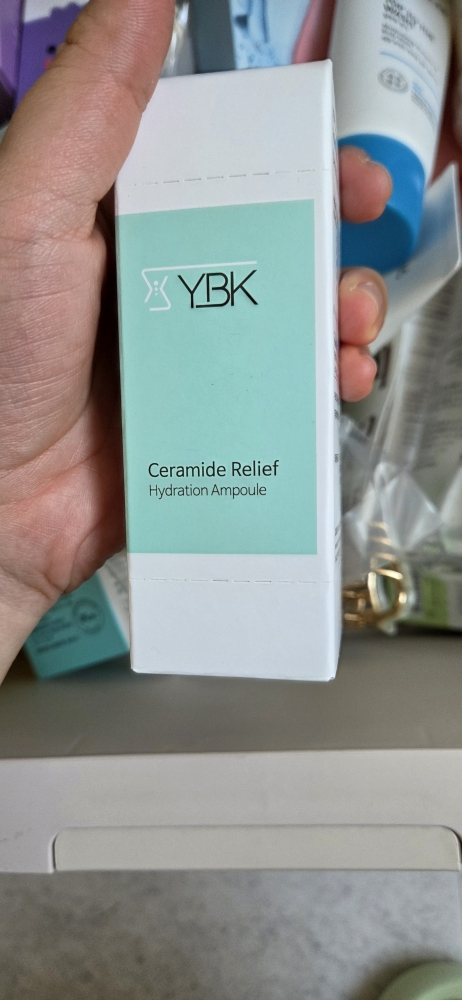 YBK
Ceramide Relief
Hydration Ampoule